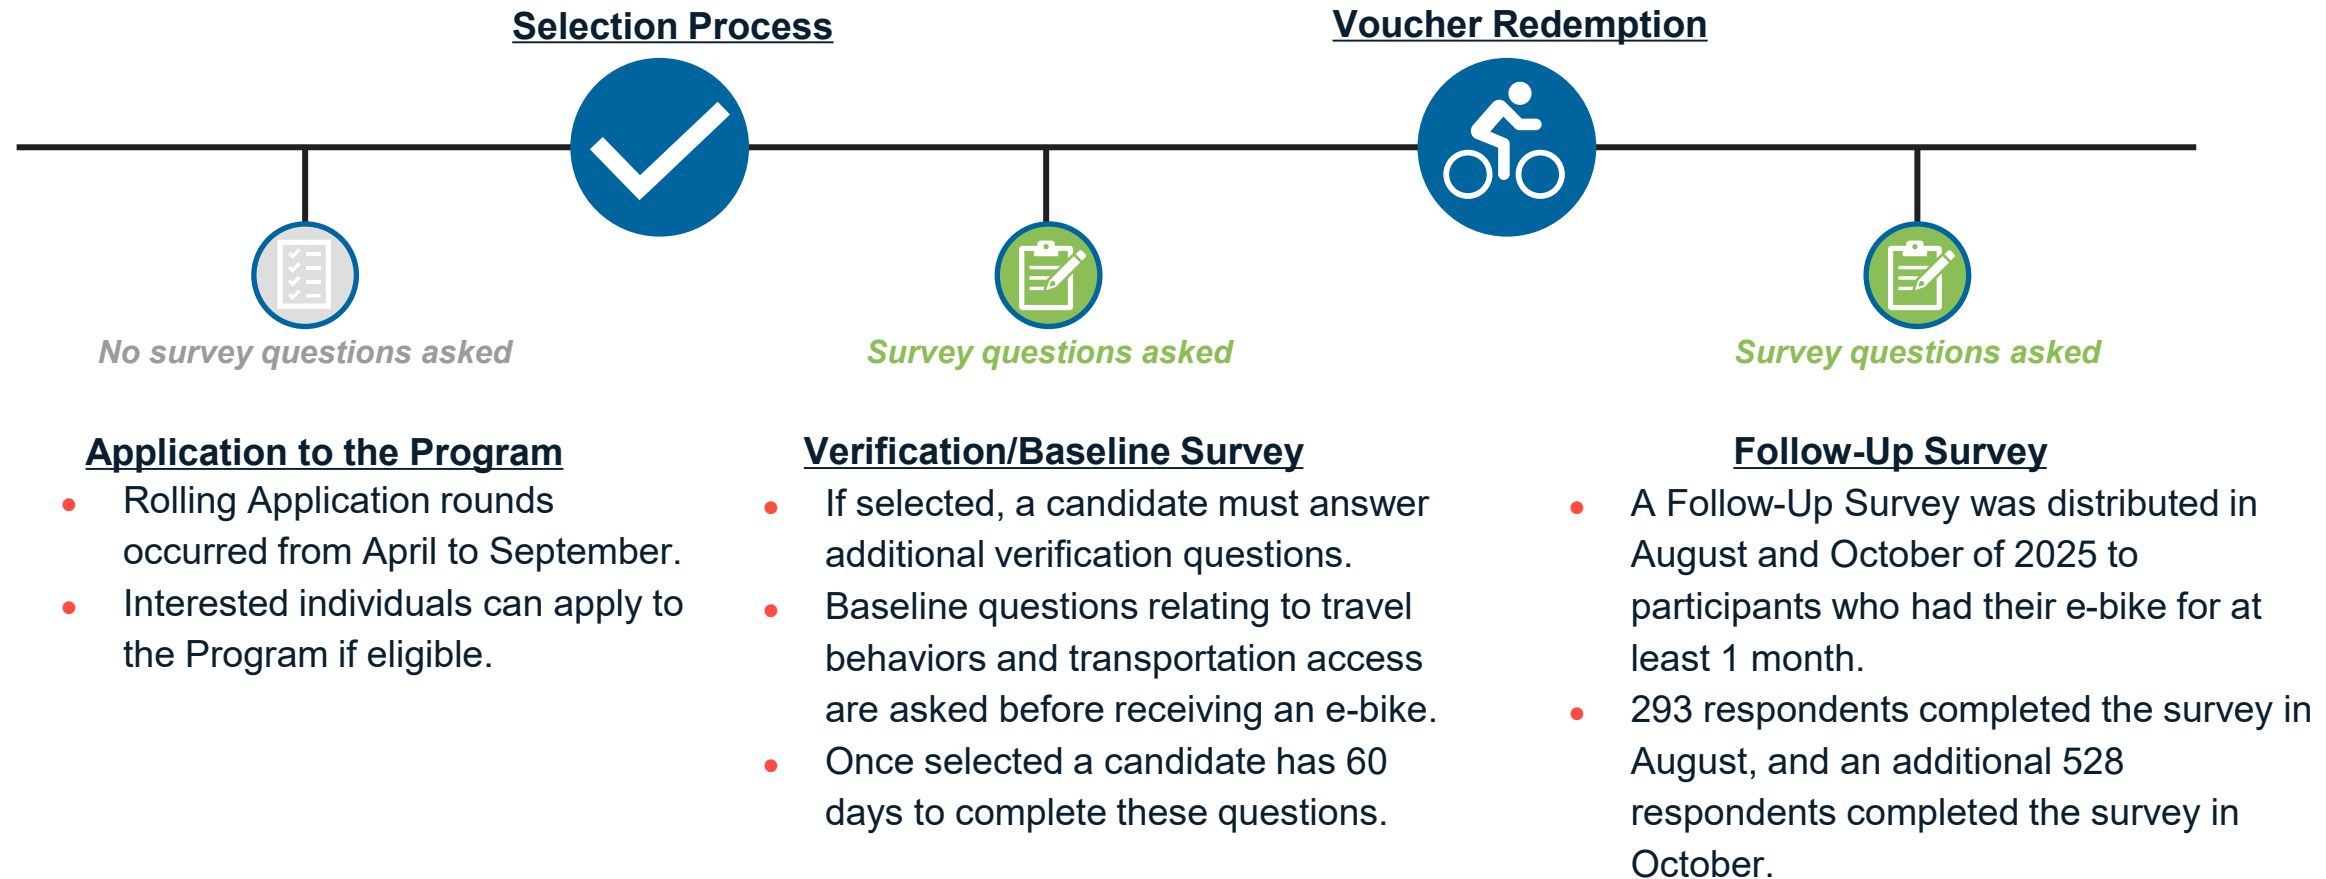 Selection Process
Voucher Redemption
No survey questions asked
Survey questions asked
Survey questions asked
Application to the Program
• Rolling Application rounds
occurred from April to September.
• Interested individuals can apply to
the Program if eligible.
Verification/Baseline Survey
• If selected, a candidate must answer
additional verification questions.
• Baseline questions relating to travel
behaviors and transportation access
are asked before receiving an e-bike.
• Once selected a candidate has 60
days to complete these questions.
Follow-Up Survey
• A Follow-Up Survey was distributed in
August and October of 2025 to
participants who had their e-bike for at
least 1 month.
• 293 respondents completed the survey in
August, and an additional 528
respondents completed the survey in
October.